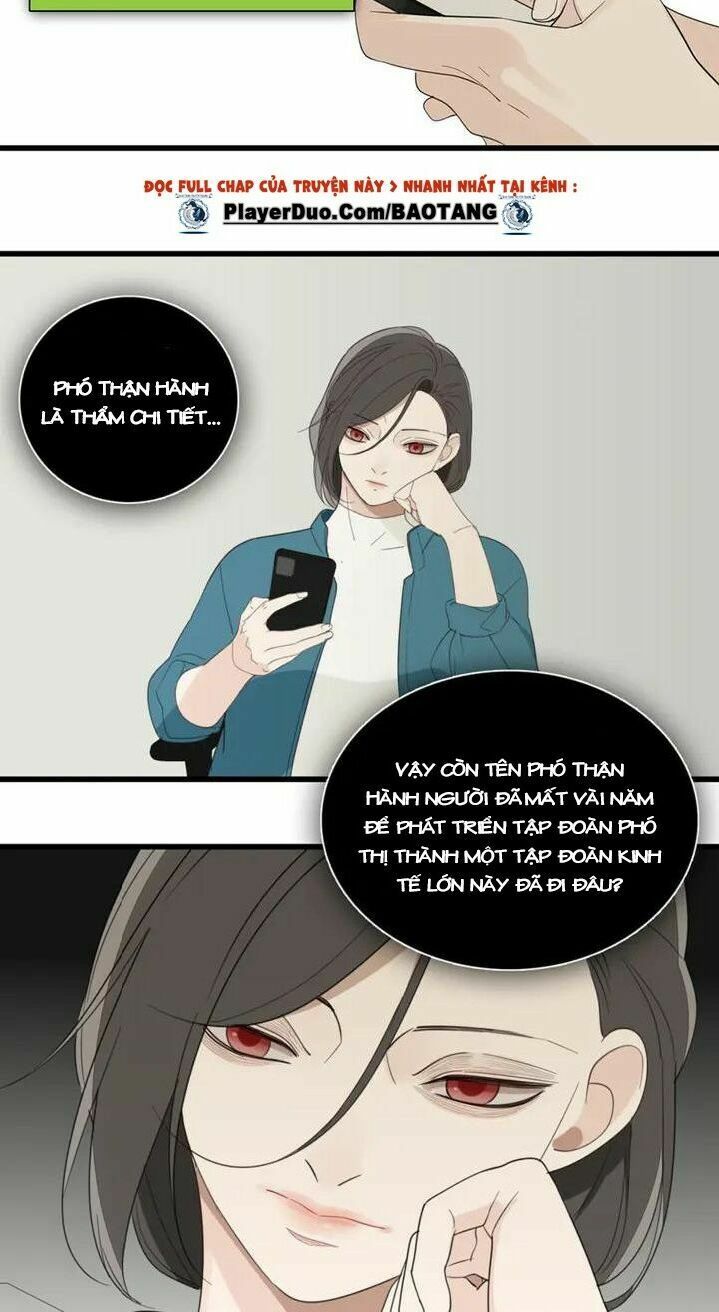 ĐỌC FULL CHAP CỦA TRUYỆN NÀY > NHANH NHẤT TẠI KÊNH :
PlayerDuo.Com/BAOTANG
PHÓ THẬN HÀNH
LÀ THẨM CHI TIẾT...
VẬY CÒN TÊN PHÓ THẬN
HÀNH NGƯỜI ĐÃ MẤT VÀI NĂM
ĐỂ PHÁT TRIỂN TẬP ĐOÀN PHÓ
THỊ THÀNH MỘT TẬP ĐOÀN KINH
TẾ LỚN NÀY ĐÃ ĐI ĐÂU?